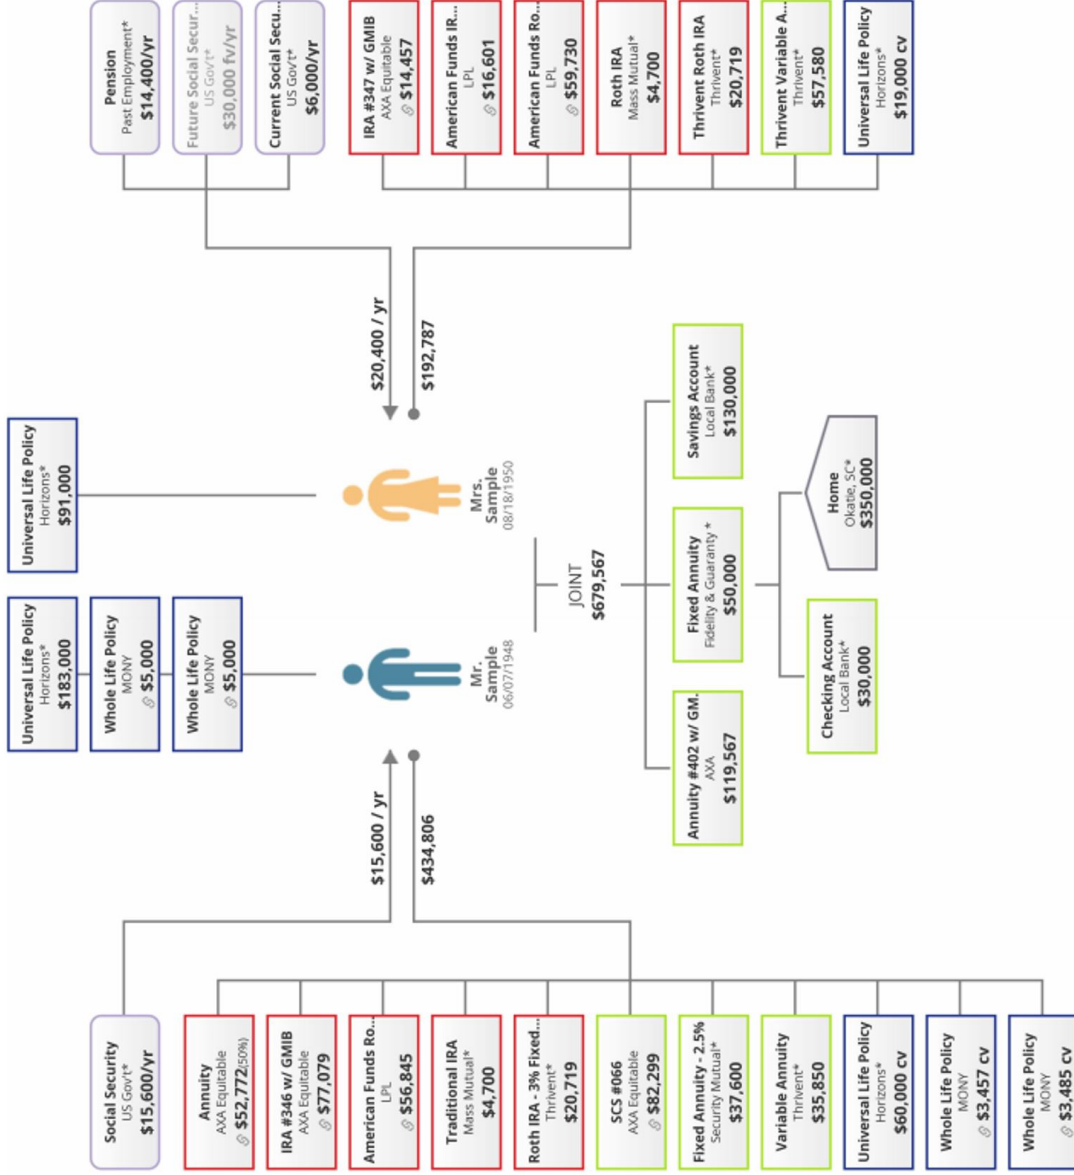 Social Security
US Gov't*
$15,600/yr
Annuity
AXA Equitable
$52,772(50%)
IRA #346 w/ GMIB
AXA Equitable
$77,079
American Funds Ro...
LPL
$56,845
Traditional IRA
Mass Mutual*
$4,700
Roth IRA - 3% Fixed...
Thrivent*
$20,719
SCS #066
AXA Equitable
$82,299
Fixed Annuity - 2.5%
Security Mutual*
$37,600
Variable Annuity
Thrivent*
$35,850
Universal Life Policy
Horizons*
$60,000 cv
Whole Life Policy
MONY
$3,457 cv
Whole Life Policy
MONY
$3,485 cv
$15,600 / yr
$434,806
Universal Life Policy
Horizons*
$183,000
Whole Life Policy
MONY
$5,000
Whole Life Policy
MONY
$5,000
Mr.
Sample
06/07/1948
Universal Life Policy
Horizons*
$91,000
Mrs.
Sample
08/18/1950
JOINT
$679,567
Annuity #402 w/ GM.
AXA
$119,567
Fixed Annuity
Fidelity & Guaranty *
$50,000
Savings Account
Local Bank*
$130,000
Checking Account
Local Bank*
$30,000
Home
Okatie, SC*
$350,000
$20,400 / yr
$192,787
Pension
Past Employment*
$14,400/yr
Future Social Secur...
US Gov't*
$30,000 fv/yr
Current Social Secu...
US Gov't*
$6,000/yr
IRA #347 w/ GMIB
AXA Equitable
$14,457
American Funds IR...
LPL
$16,601
American Funds Ro...
LPL
$59,730
Roth IRA
Mass Mutual*
$4,700
Thrivent Roth IRA
Thrivent*
$20,719
Thrivent Variable A...
Thrivent*
$57,580
Universal Life Policy
Horizons*
$19,000 cv